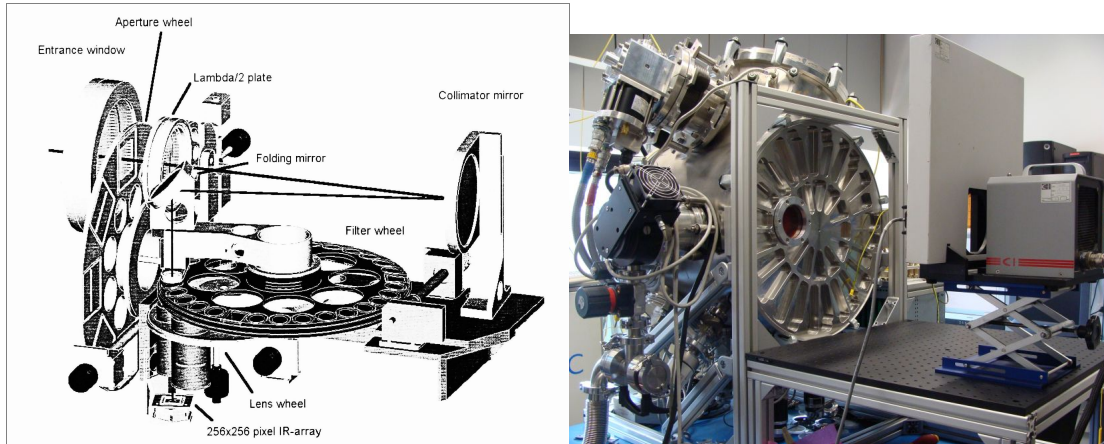 Aperture wheel
Entrance window
Lambda/2 plate
Collimator mirror
Folding mirror
Filter wheel
Lens wheel
256x256 pixel IR-array
CI
C